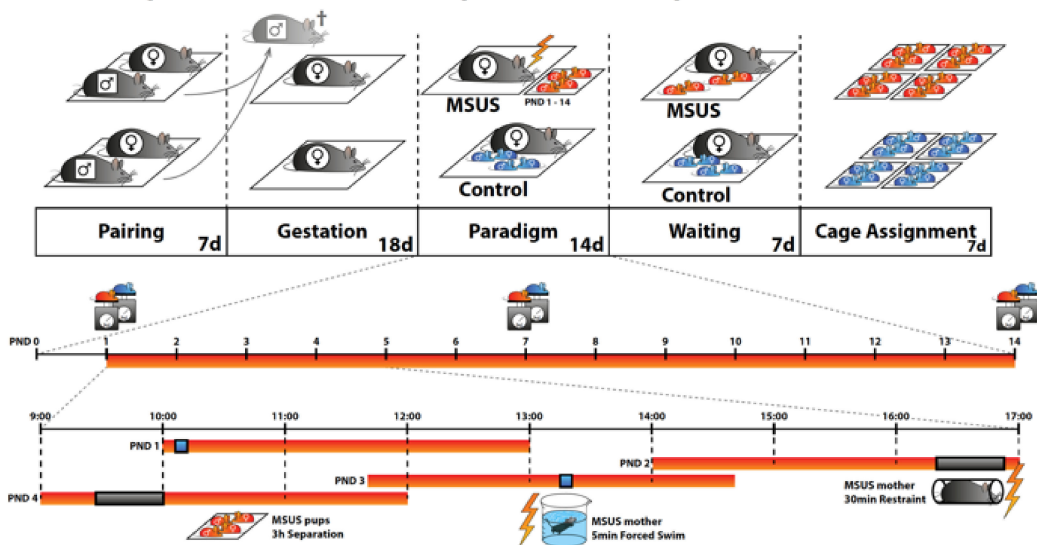 ♂ †
♀ ♀ ♀ ♀
♂
MSUS
PND 1 - 14
MSUS
♀ ♀ ♀ ♀
♂
Control
Control
Pairing 7d
Gestation 18d
Paradigm 14d
Waiting 7d
Cage Assignment 7d
PND 0 1 2 3 4 5 6 7 8 9 10 11 12 13 14
9:00 10:00 11:00 12:00 13:00 14:00 15:00 16:00 17:00
PND 1
PND 2
PND 3
PND 4
MSUS pups
3h Separation
MSUS mother
5min Forced Swim
MSUS mother
30min Restraint